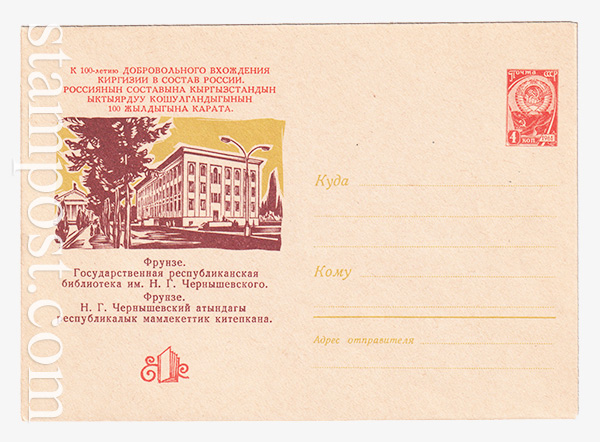 К 100-летию ДОБРОВОЛЬНОГО ВХОЖДЕНИЯ
КИРГИЗИИ В СОСТАВ РОССИИ.
РОССИЯНЫН СОСТАВЫНА КЫРГЫЗСТАНДЫН
ЫКТЫЯРДУУ КОШУЛГАНДЫГЫНЫН
100 ЖЫЛДЫГЫНА КАРАТА.
ПОЧТА СССР
4 КОП.
Куда
Кому
Адрес отправителя
Фрунзе.
Государственная республиканская
библиотека им. Н. Г. Чернышевского.
Фрунзе.
Н. Г. Чернышевский атындагы
республикалык мамлекеттик китепкана.
stampost.com